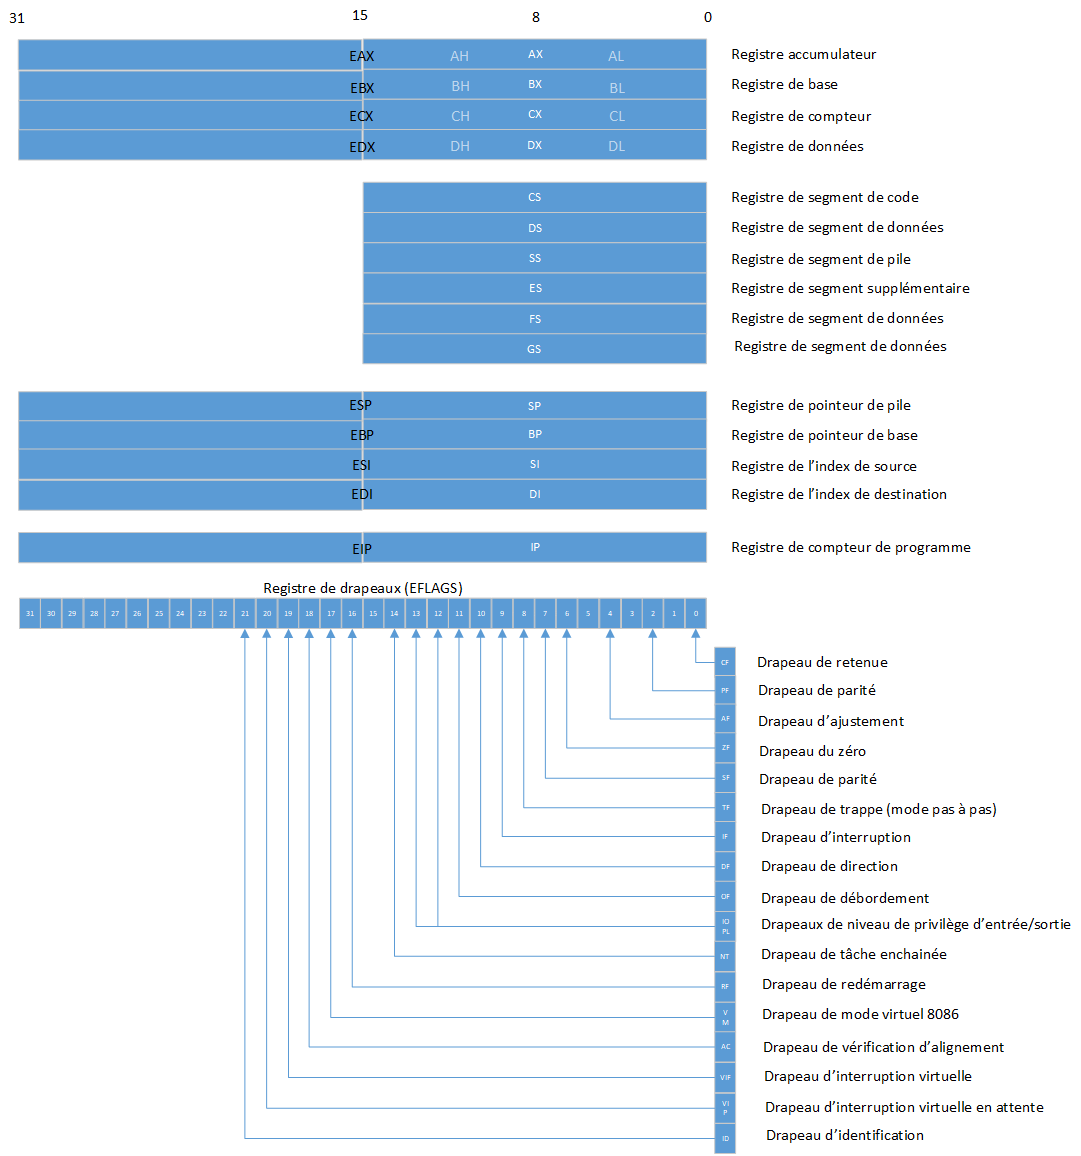 31 15 8 0
EAX AH AX AL Registre accumulateur
EBX BH BX BL Registre de base
ECX CH CX CL Registre de compteur
EDX DH DX DL Registre de données
CS Registre de segment de code
DS Registre de segment de données
SS Registre de segment de pile
ES Registre de segment supplémentaire
FS Registre de segment de données
GS Registre de segment de données
ESP SP Registre de pointeur de pile
EBP BP Registre de pointeur de base
ESI SI Registre de l’index de source
EDI DI Registre de l’index de destination
EIP IP Registre de compteur de programme
Registre de drapeaux (EFLAGS)
31 30 29 28 27 26 25 24 23 22 21 20 19 18 17 16 15 14 13 12 11 10 9 8 7 6 5 4 3 2 1 0
CF Drapeau de retenue
PF Drapeau de parité
AF Drapeau d’ajustement
ZF Drapeau du zéro
SF Drapeau de parité
TF Drapeau de trappe (mode pas à pas)
IF Drapeau d’interruption
DF Drapeau de direction
OF Drapeau de débordement
IO
PL Drapeaux de niveau de privilège d’entrée/sortie
NT Drapeau de tâche enchainée
RF Drapeau de redémarrage
V
M Drapeau de mode virtuel 8086
AC Drapeau de vérification d’alignement
VIF Drapeau d’interruption virtuelle
VI
P Drapeau d’interruption virtuelle en attente
ID Drapeau d’identification